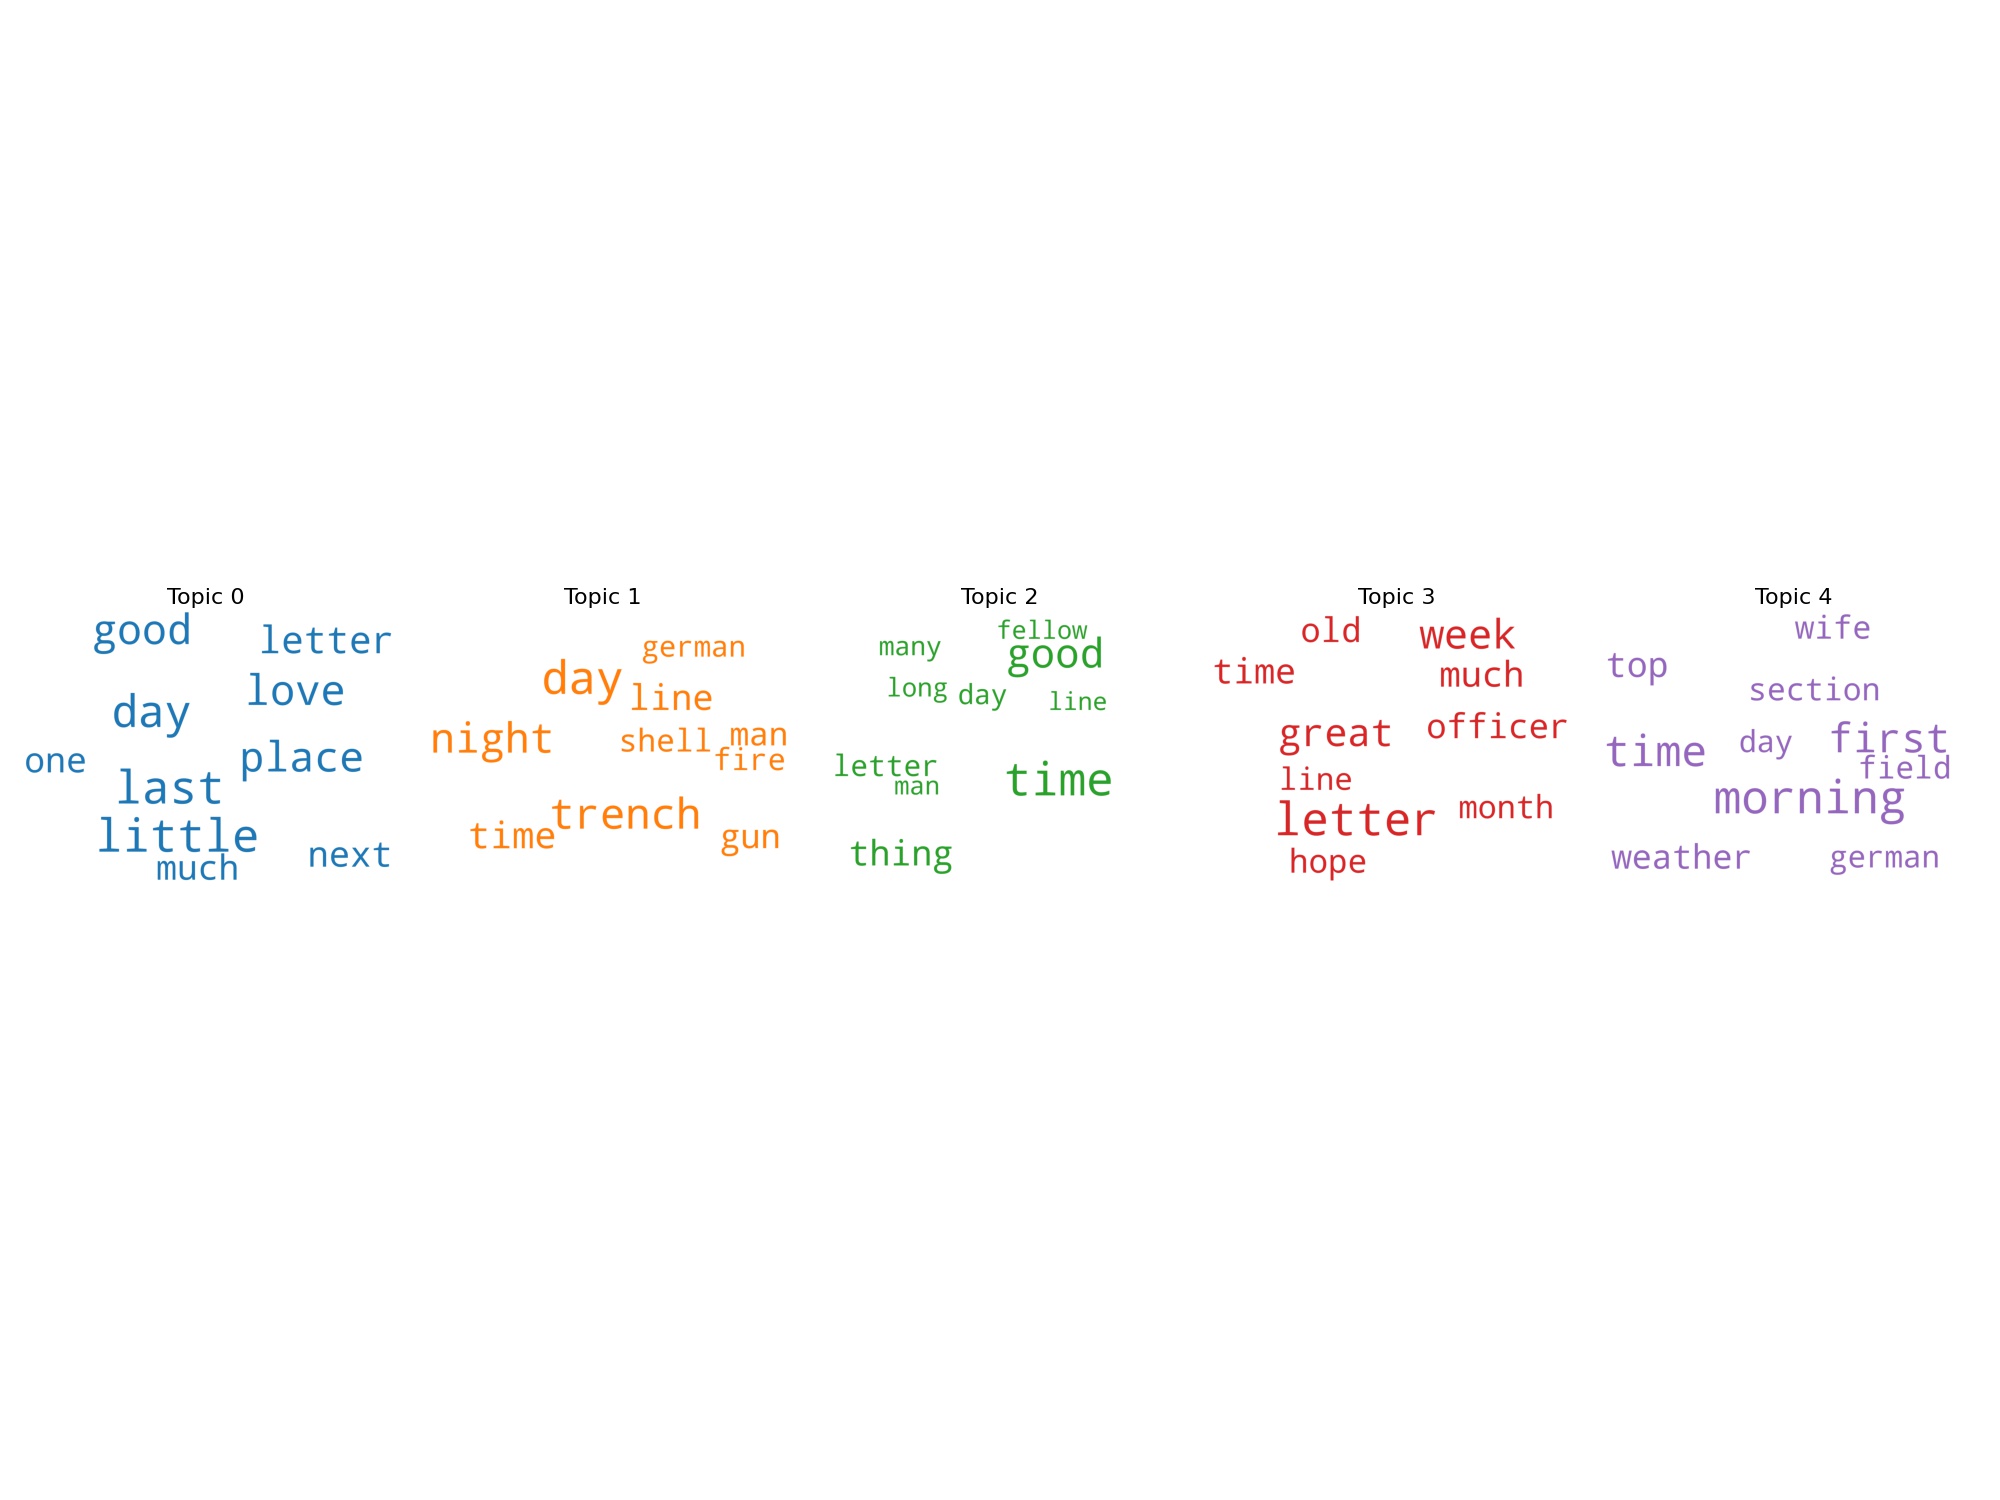 Topic 0
good
letter
love
day
one
place
last
little
much
next
Topic 1
german
day
line
night
shell
man
fire
trench
time
gun
Topic 2
fellow
many
good
long
day
line
letter
man
time
thing
Topic 3
old
week
time
much
great
officer
line
letter
month
hope
Topic 4
wife
top
section
time
day
first
field
morning
weather
german